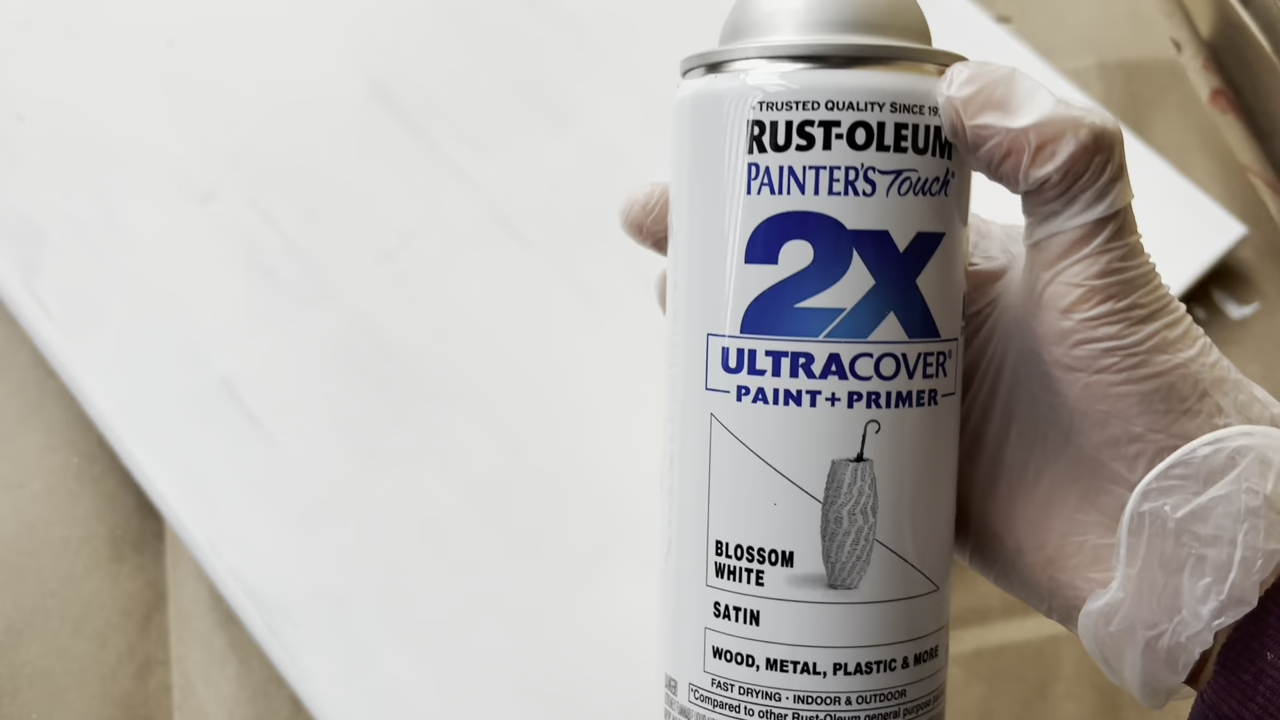 TRUSTED QUALITY SINCE
RUST-OLEUM
PAINTER'S Touch®
2X
ULTRACOVER®
PAINT+PRIMER
BLOSSOM
WHITE
SATIN
WOOD, METAL, PLASTIC & MORE
FAST DRYING · INDOOR & OUTDOOR
*Compared to other Rust-Oleum general purpose